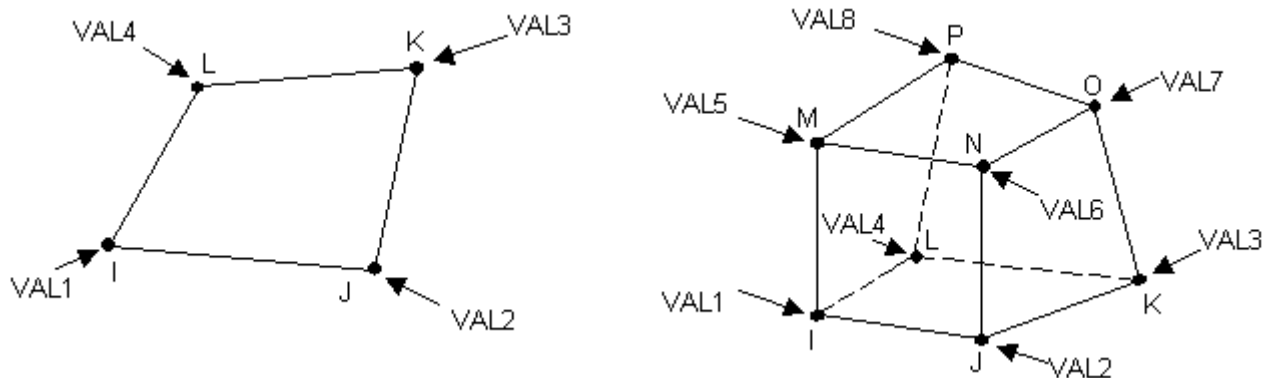 VAL4
L
K
VAL3
VAL1
I
J
VAL2
VAL8
P
VAL5
M
N
O
VAL7
VAL6
VAL4
L
VAL3
VAL1
I
J
K
VAL2